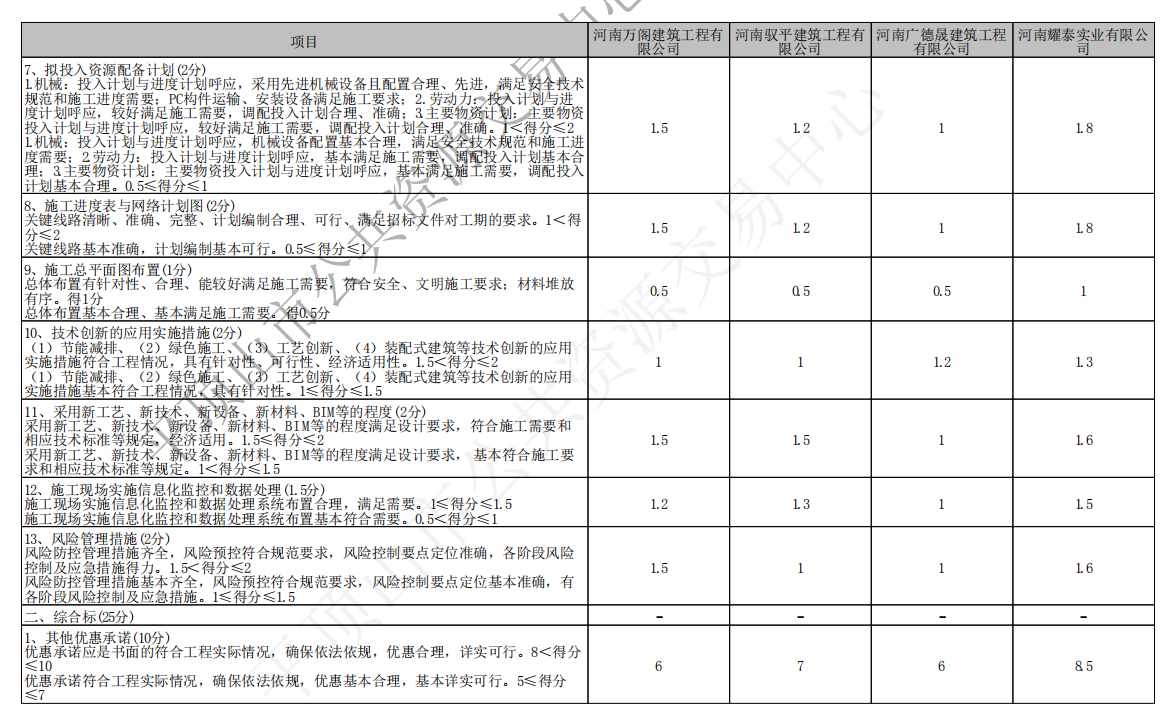 项目
河南万阁建筑工程有
限公司
河南驭平建筑工程有
限公司
河南广德晟建筑工程
有限公司
河南耀泰实业有限公
司
7、拟投入资源配备计划(2分)
1.机械：投入计划与进度计划呼应，采用先进机械设备且配置合理、先进，满足安全技术
规范和施工进度需要；PC构件运输、安装设备满足施工要求；2.劳动力：投入计划与进
度计划呼应，较好满足施工需要，调配投入计划合理、准确；3.主要物资计划：主要物资
投入计划与进度计划呼应，较好满足施工需要，调配投入计划合理、准确。1＜得分≤2
1.机械：投入计划与进度计划呼应，机械设备配置基本合理，满足安全技术规范和施工进
度需要；2.劳动力：投入计划与进度计划呼应，基本满足施工需要，调配投入计划基本合
理；3.主要物资计划：主要物资投入计划与进度计划呼应，基本满足施工需要，调配投入
计划基本合理。0.5≤得分≤1
1.5
1.2
1
1.8
8、施工进度表与网络计划图(2分)
关键线路清晰、准确、完整、计划编制合理、可行、满足招标文件对工期的要求。1＜得
分≤2
关键线路基本准确，计划编制基本可行。0.5≤得分≤1
1.5
1.2
1
1.8
9、施工总平面图布置(1分)
总体布置有针对性、合理、能较好满足施工需要，符合安全、文明施工要求；材料堆放
有序。得1分
总体布置基本合理、基本满足施工需要。得0.5分
0.5
0.5
0.5
1
10、技术创新的应用实施措施(2分)
（1）节能减排、（2）绿色施工、（3）工艺创新、（4）装配式建筑等技术创新的应用
实施措施符合工程情况，具有针对性、可行性、经济适用性。1.5＜得分≤2
（1）节能减排、（2）绿色施工、（3）工艺创新、（4）装配式建筑等技术创新的应用
实施措施基本符合工程情况，具有针对性。1≤得分≤1.5
1
1
1.2
1.3
11、采用新工艺、新技术、新设备、新材料、BIM等的程度(2分)
采用新工艺、新技术、新设备、新材料、BIM等的程度满足设计要求，符合施工需要和
相应技术标准等规定，经济适用。1.5≤得分≤2
采用新工艺、新技术、新设备、新材料、BIM等的程度满足设计要求， 基本符合施工要
求和相应技术标准等规定。1＜得分≤1.5
1.5
1.5
1
1.6
12、施工现场实施信息化监控和数据处理(1.5分)
施工现场实施信息化监控和数据处理系统布置合理，满足需要。1≤得分≤1.5
施工现场实施信息化监控和数据处理系统布置基本符合需要。0.5＜得分≤1
1.2
1.3
1
1.5
13、风险管理措施(2分)
风险防控管理措施齐全，风险预控符合规范要求，风险控制要点定位准确，各阶段风险
控制及应急措施得力。1.5＜得分≤2
风险防控管理措施基本齐全，风险预控符合规范要求，风险控制要点定位基本准确，有
各阶段风险控制及应急措施。1≤得分≤1.5
1.5
1
1
1.6
二、综合标(25分)
-
-
-
-
1、其他优惠承诺(10分)
优惠承诺应是书面的符合工程实际情况，确保依法依规，优惠合理，详实可行。8＜得分
≤10
优惠承诺符合工程实际情况，确保依法依规，优惠基本合理，基本详实可行。5≤得分
≤7
6
7
6
8.5
平顶山市公共资源交易中心
平顶山市公共资源交易中心